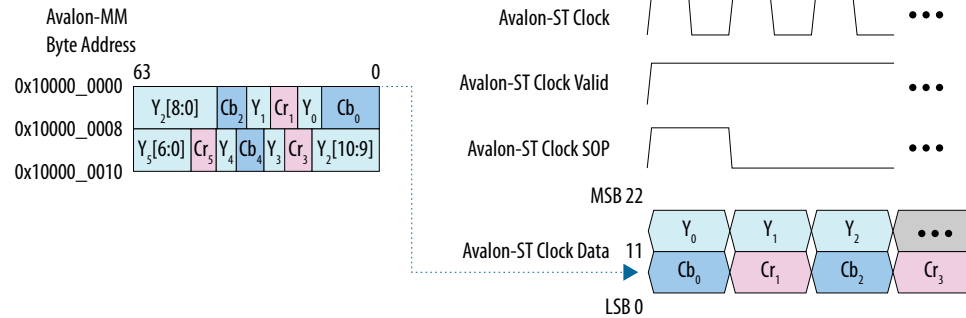 Avalon-MM
Byte Address
63 0
0x10000_0000
Y2[8:0] Cb2 Y1 Cr1 Y0 Cb0
0x10000_0008
Y5[6:0] Cr5 Y4 Cb4 Y3 Cr3 Y2[10:9]
0x10000_0010
Avalon-ST Clock •••
Avalon-ST Clock Valid •••
Avalon-ST Clock SOP •••
MSB 22
Y0 Y1 Y2 •••
Avalon-ST Clock Data 11
Cb0 Cr1 Cb2 Cr3
LSB 0